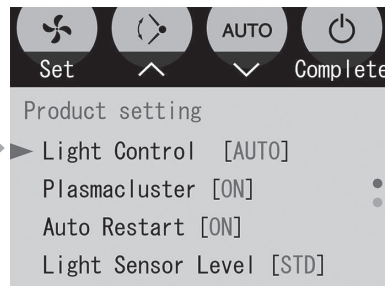 AUTO
Set Complete
Product setting
Light Control [AUTO]
Plasmacluster [ON]
Auto Restart [ON]
Light Sensor Level [STD]